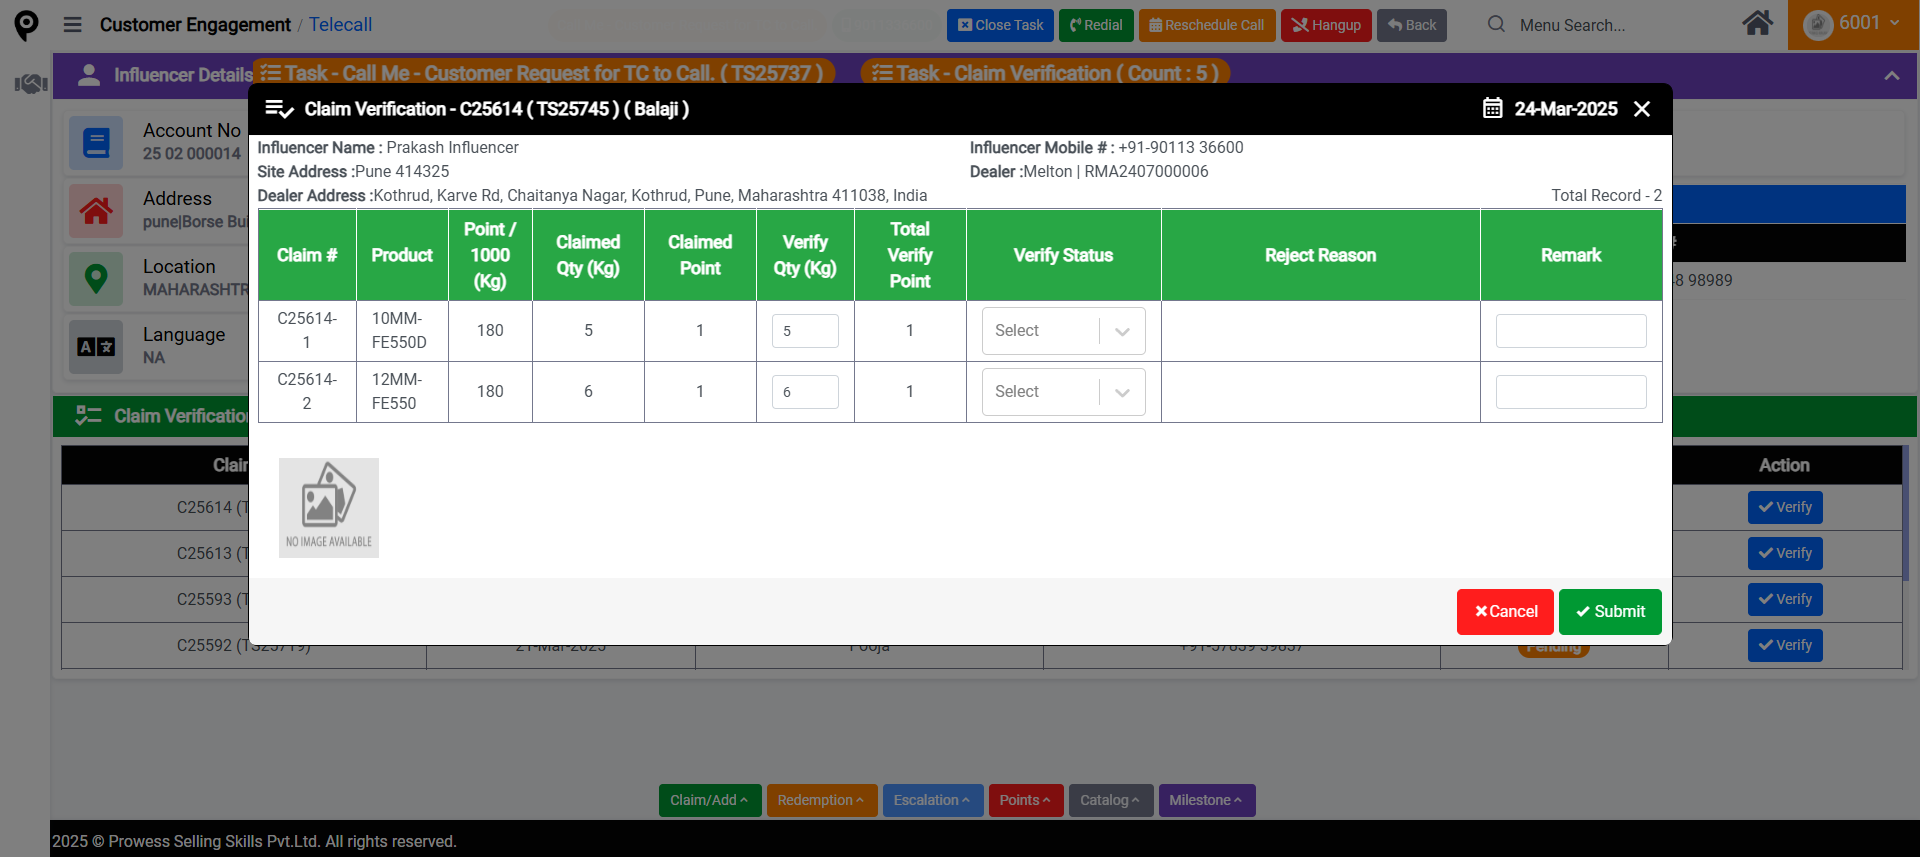 Customer Engagement / Telecall
Close Task
Redial
Reschedule Call
Hangup
Back
Menu Search...
6001
Influencer Details
Task - Call Me - Customer Request for TC to Call. ( TS25737 )
Task - Claim Verification ( Count : 5 )
Claim Verification - C25614 ( TS25745 ) ( Balaji )
24-Mar-2025
Account No
25 02 000014
Address
pune|Borse Bui
Location
MAHARASHTR
Language
NA
Influencer Name : Prakash Influencer
Influencer Mobile # : +91-90113 36600
Site Address :Pune 414325
Dealer :Melton | RMA2407000006
Dealer Address :Kothrud, Karve Rd, Chaitanya Nagar, Kothrud, Pune, Maharashtra 411038, India
Total Record - 2
Claim #
Product
Point / 1000 (Kg)
Claimed Qty (Kg)
Claimed Point
Verify Qty (Kg)
Total Verify Point
Verify Status
Reject Reason
Remark
C25614-1
10MM-FE550D
180
5
1
5
1
Select
C25614-2
12MM-FE550
180
6
1
6
1
Select
8 98989
NO IMAGE AVAILABLE
Cancel
Submit
Claim Verificatio
Clai
Action
C25614 (T
Verify
C25613 (T
Verify
C25593 (T
Verify
C25592 (TS25719)
21-Mar-2025
Pooja
Pending
Verify
Claim/Add
Redemption
Escalation
Points
Catalog
Milestone
2025 © Prowess Selling Skills Pvt.Ltd. All rights reserved.